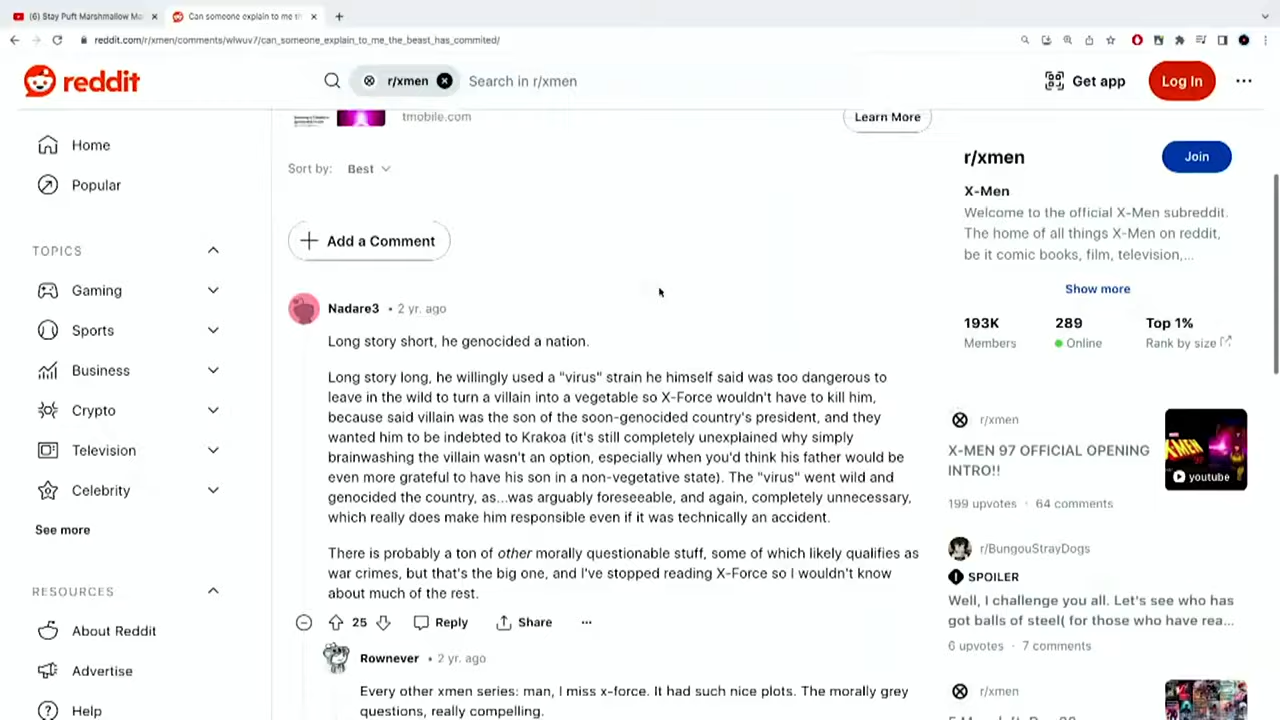 (6) Stay Puft Marshmallow Ma
Can someone explain to me th
reddit.com/r/xmen/comments/wlwuv7/can_someone_explain_to_me_the_beast_has_commited/
reddit
r/xmen
Search in r/xmen
Get app
Log In
Home
Popular
TOPICS
Gaming
Sports
Business
Crypto
Television
Celebrity
See more
RESOURCES
About Reddit
Advertise
Help
tmobile.com
Learn More
Sort by: Best
Add a Comment
Nadare3 • 2 yr. ago
Long story short, he genocided a nation.
Long story long, he willingly used a "virus" strain he himself said was too dangerous to
leave in the wild to turn a villain into a vegetable so X-Force wouldn't have to kill him,
because said villain was the son of the soon-genocided country's president, and they
wanted him to be indebted to Krakoa (it's still completely unexplained why simply
brainwashing the villain wasn't an option, especially when you'd think his father would be
even more grateful to have his son in a non-vegetative state). The "virus" went wild and
genocided the country, as...was arguably foreseeable, and again, completely unnecessary,
which really does make him responsible even if it was technically an accident.
There is probably a ton of other morally questionable stuff, some of which likely qualifies as
war crimes, but that's the big one, and I've stopped reading X-Force so I wouldn't know
about much of the rest.
25 Reply Share
Rownever • 2 yr. ago
Every other xmen series: man, I miss x-force. It had such nice plots. The morally grey
questions, really compelling.
r/xmen
Join
X-Men
Welcome to the official X-Men subreddit.
The home of all things X-Men on reddit,
be it comic books, film, television,...
Show more
193K 289 Top 1%
Members Online Rank by size
r/xmen
X-MEN 97 OFFICIAL OPENING
INTRO!!
youtube
199 upvotes · 64 comments
r/BungouStrayDogs
SPOILER
Well, I challenge you all. Let's see who has
got balls of steel( for those who have rea...
6 upvotes · 7 comments
r/xmen